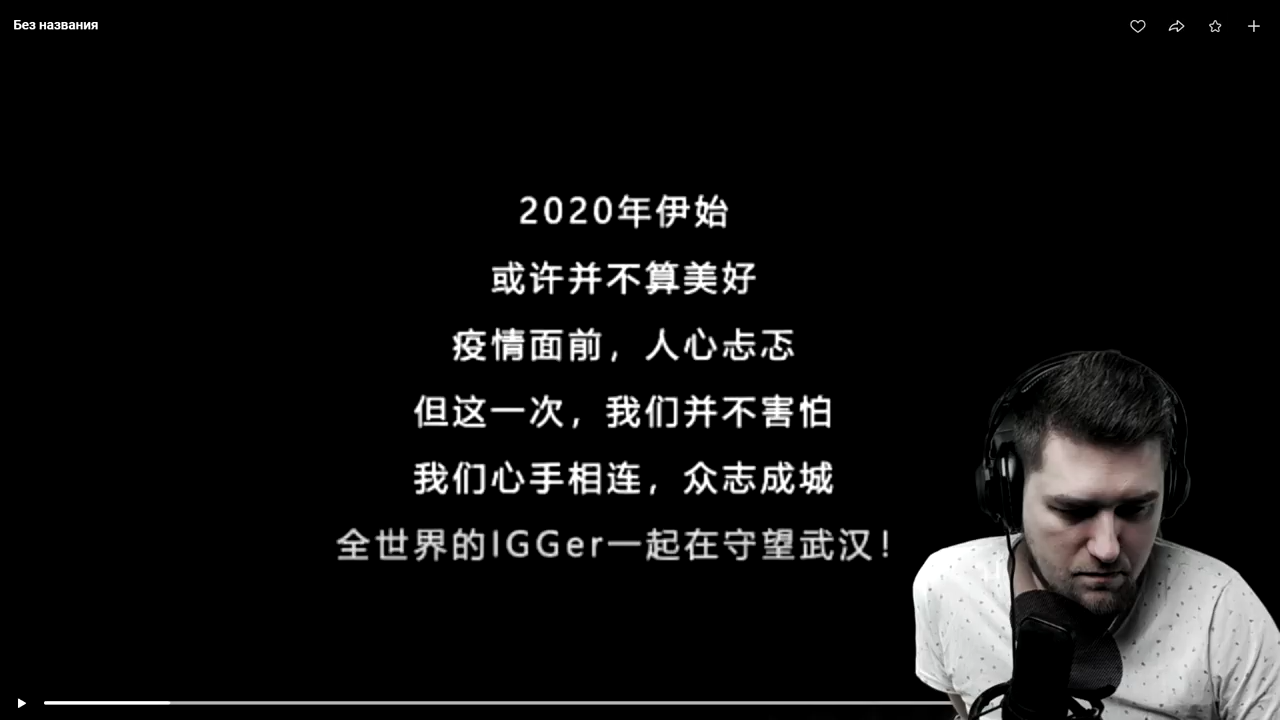 Без названия
2020年伊始
或许并不算美好
疫情面前，人心忐忑
但这一次，我们并不害怕
我们心手相连，众志成城
全世界的IGGer一起在守望武汉！